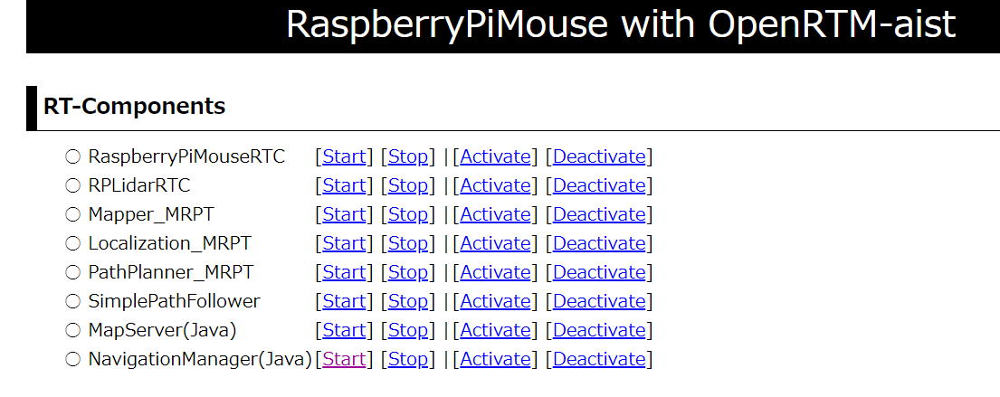 RaspberryPiMouse with OpenRTM-aist
RT-Components
○ RaspberryPiMouseRTC [Start] [Stop] | [Activate] [Deactivate]
○ RPLidarRTC [Start] [Stop] | [Activate] [Deactivate]
○ Mapper_MRPT [Start] [Stop] | [Activate] [Deactivate]
○ Localization_MRPT [Start] [Stop] | [Activate] [Deactivate]
○ PathPlanner_MRPT [Start] [Stop] | [Activate] [Deactivate]
○ SimplePathFollower [Start] [Stop] | [Activate] [Deactivate]
○ MapServer(Java) [Start] [Stop] | [Activate] [Deactivate]
○ NavigationManager(Java) [Start] [Stop] | [Activate] [Deactivate]